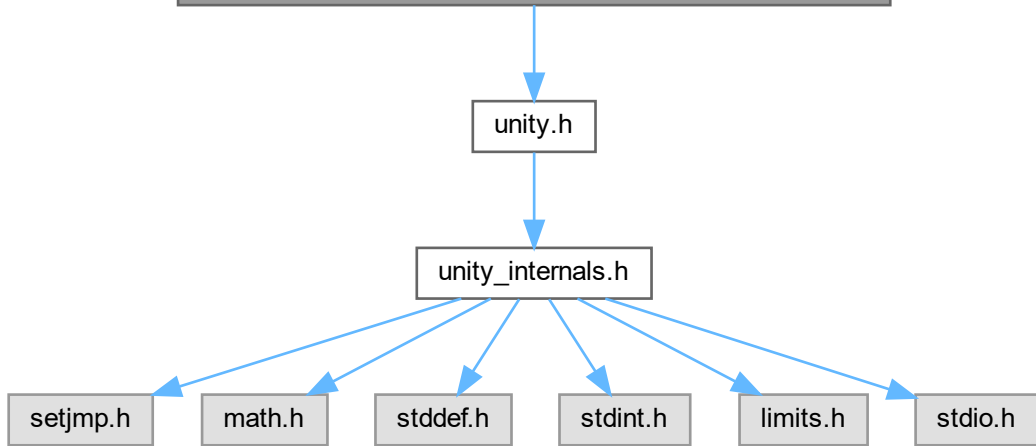 unity.h
unity_internals.h
setjmp.h
math.h
stddef.h
stdint.h
limits.h
stdio.h